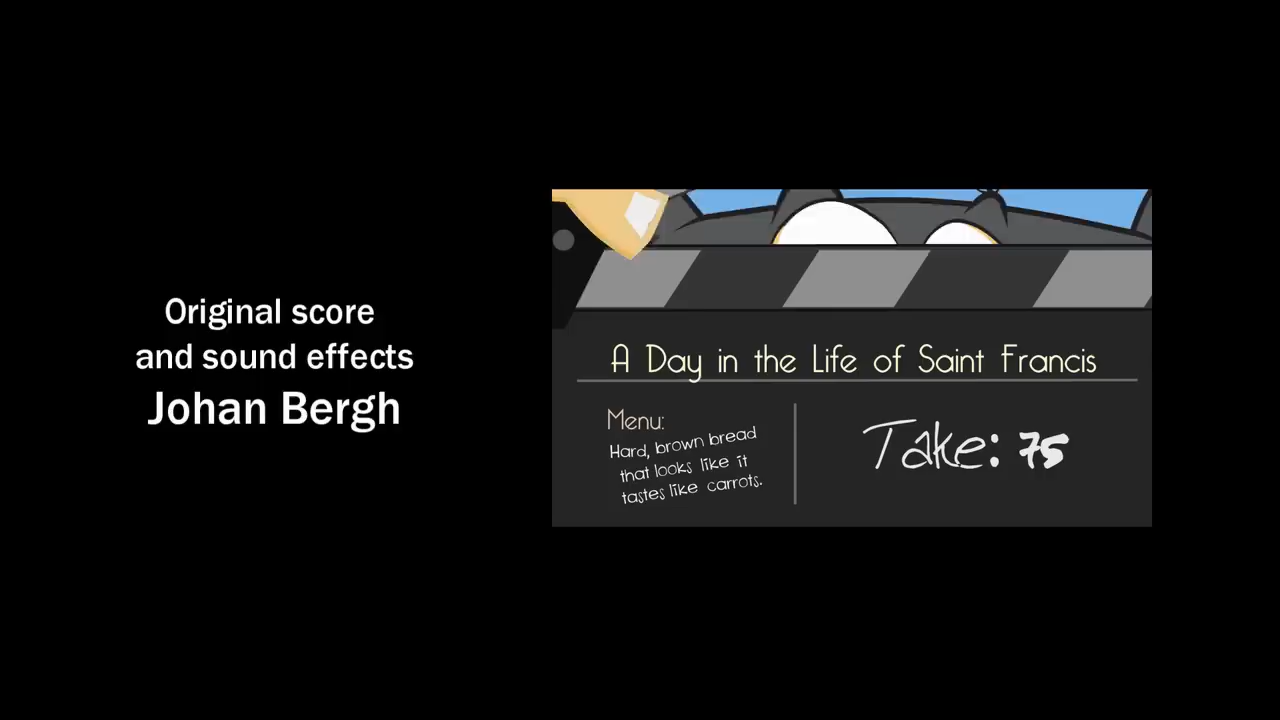 Original score
and sound effects
Johan Bergh
A Day in the Life of Saint Francis
Menu:
Hard, brown bread
that looks like it
tastes like carrots.
Take: 75